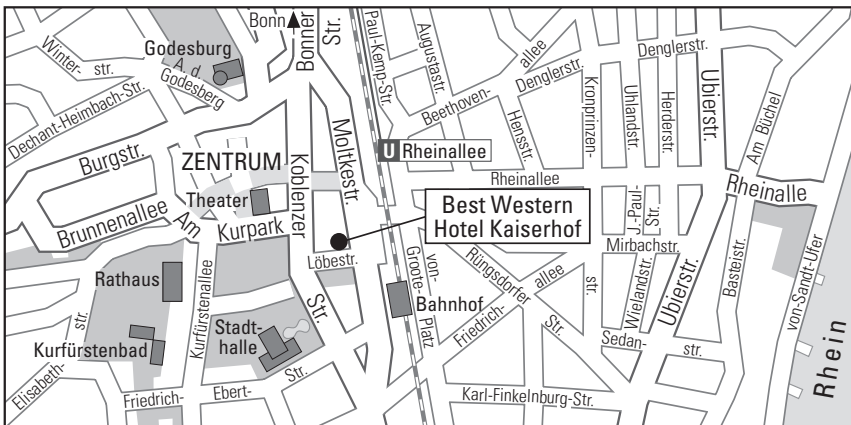 Bonn
Bonner
Str.
Godesburg
A. d.
Godesberg
Winter-
str.
Dechant-Heimbach-Str.
Burgstr.
ZENTRUM
Koblenzer
Str.
Moltkestr.
Paul-Kemp-Str.
Augustastr.
Beethoven-
allee
Denglerstr.
Denglerstr.
Hensstr.
Kronprinzen-
str.
Uhlandstr.
Herderstr.
Ubierstr.
Am Büchel
U Rheinallee
Rheinallee
Rheinalle
Theater
Brunnenallee
Am
Kurpark
Best Western
Hotel Kaiserhof
J.-Paul-
Str.
Mirbachstr.
Löbestr.
Rathaus
Kurfürstenallee
von-
Groote-
Platz
Bahnhof
Rüngsdorfer
Str.
Friedrich-
allee
Wielandstr.
Ubierstr.
Basteistr.
von-Sandt-Ufer
Rhein
Stadt-
halle
Kurfürstenbad
Elisabeth-
str.
Friedrich-
Ebert-
Str.
Sedan-
str.
Karl-Finkelnburg-Str.